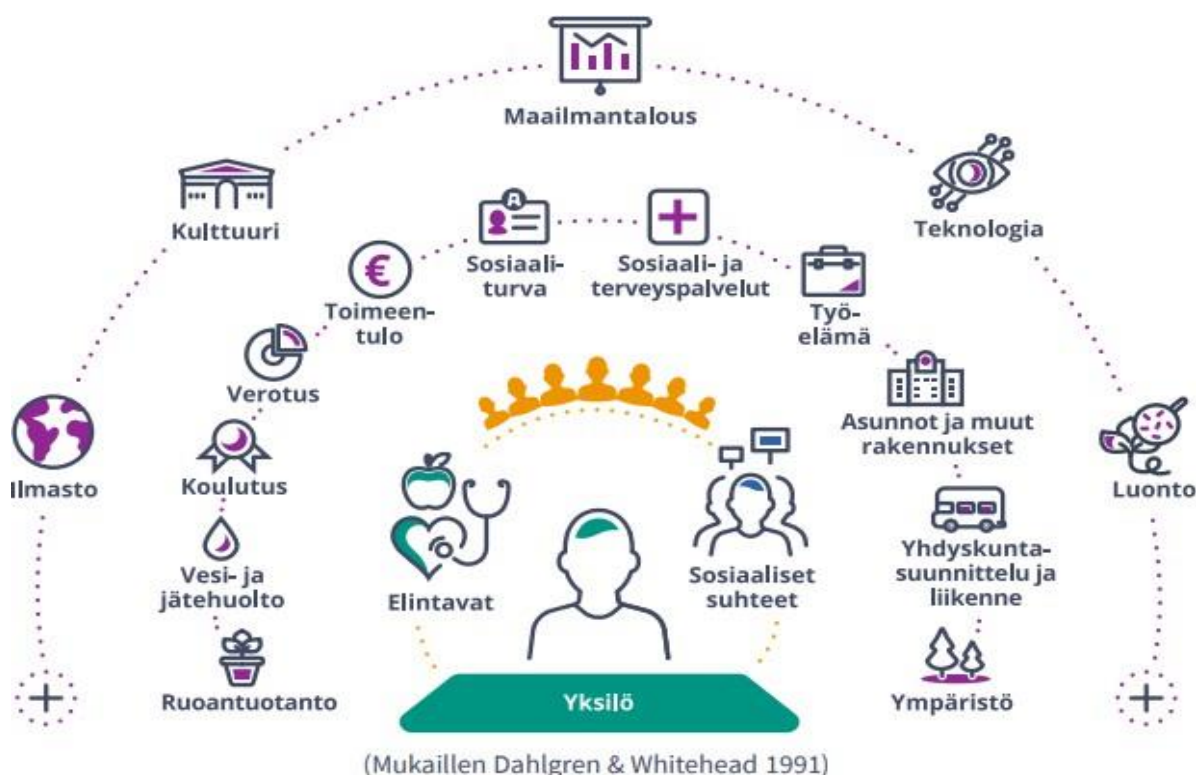 Maailmantalous
Kulttuuri
Teknologia
Sosiaali-
turva
Sosiaali- ja
terveyspalvelut
Toimeen-
tulo
Työ-
elämä
Verotus
Asunnot ja muut
rakennukset
Ilmasto
Koulutus
Luonto
Vesi- ja
jätehuolto
Yhdyskunta-
suunnittelu ja
liikenne
Elintavat
Sosiaaliset
suhteet
Ruoantuotanto
Yksilö
Ympäristö
(Mukaillen Dahlgren & Whitehead 1991)